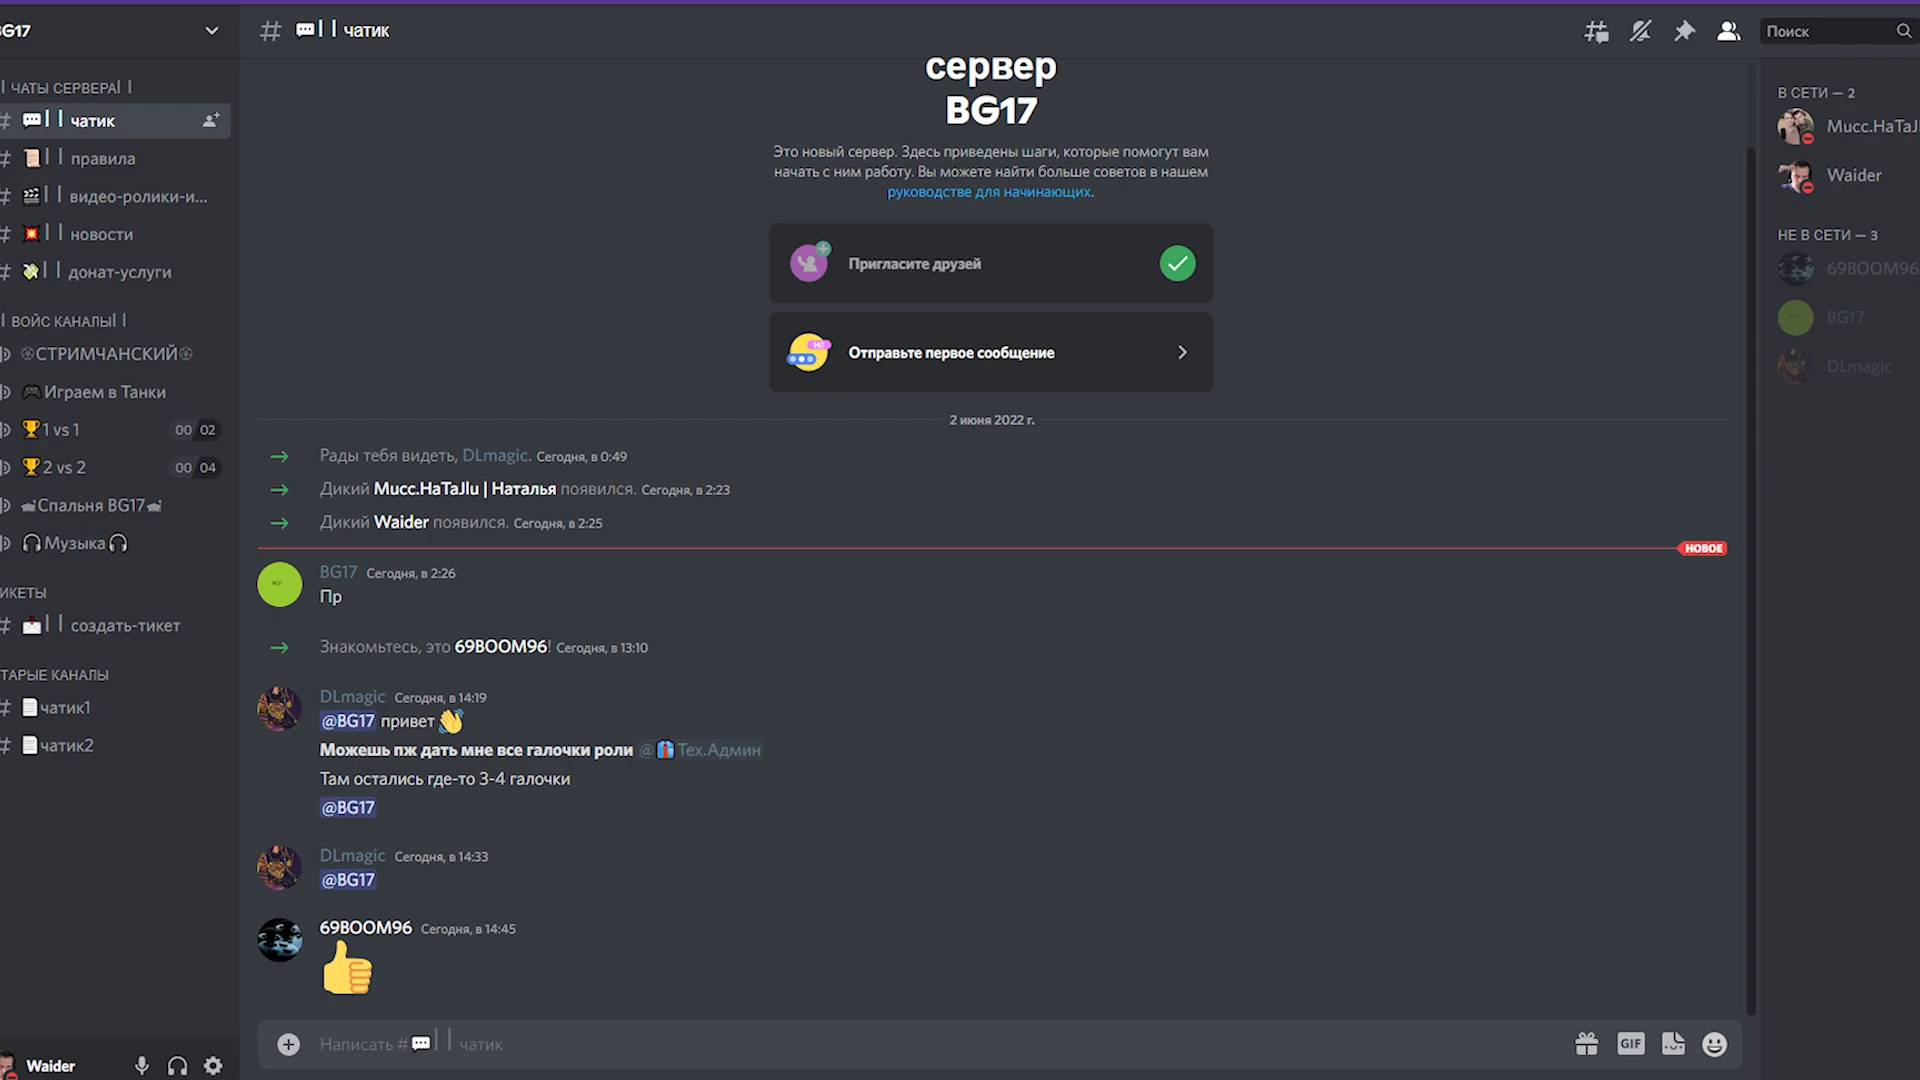 G17
ЧАТЫ СЕРВЕРА
чатик
правила
видео-ролики-и...
новости
донат-услуги
ВОЙС КАНАЛЫ
СТРИМЧАНСКИЙ
Играем в Танки
1 vs 1 00 02
2 vs 2 00 04
Спальня BG17
Музыка
ИКЕТЫ
создать-тикет
ТАРЫЕ КАНАЛЫ
чатик1
чатик2
Waider
# чатик
Поиск
сервер
BG17
Это новый сервер. Здесь приведены шаги, которые помогут вам
начать с ним работу. Вы можете найти больше советов в нашем
руководстве для начинающих.
Пригласите друзей
Hi!
Отправьте первое сообщение
2 июня 2022 г.
Рады тебя видеть, DLmagic. Сегодня, в 0:49
Дикий Мисс.НаТаЛlu | Наталья появился. Сегодня, в 2:23
Дикий Waider появился. Сегодня, в 2:25
НОВОЕ
BG17 Сегодня, в 2:26
Пр
Знакомьтесь, это 69BOOM96! Сегодня, в 13:10
DLmagic Сегодня, в 14:19
@BG17 привет 👋
Можешь пж дать мне все галочки роли @Тех.Админ
Там остались где-то 3-4 галочки
@BG17
DLmagic Сегодня, в 14:33
@BG17
69BOOM96 Сегодня, в 14:45
👍
Написать # чатик
GIF
В СЕТИ — 2
Мисс.НаТаЛ
Waider
НЕ В СЕТИ — 3
69BOOM96
BG17
DLmagic